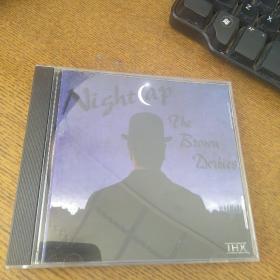 Nightcap
The
Brown
Derbies
THX